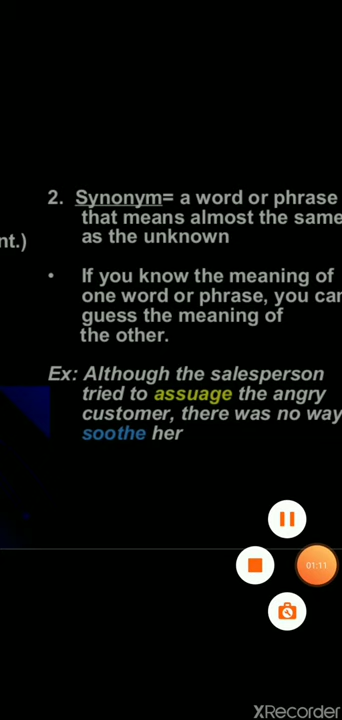 2. Synonym= a word or phrase
that means almost the same
nt.)
as the unknown
• If you know the meaning of
one word or phrase, you can
guess the meaning of
the other.
Ex: Although the salesperson
tried to assuage the angry
customer, there was no way
soothe her
01:11
XRecorder